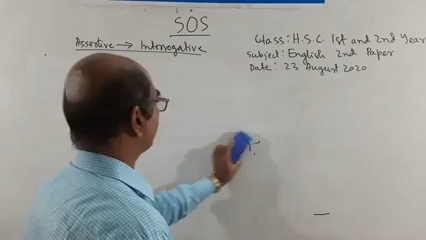 SOS
Assertive → Interrogative
Class: H.S.C. 1st and 2nd Year
Subject: English 2nd Paper
Date: 23 August 2020
?